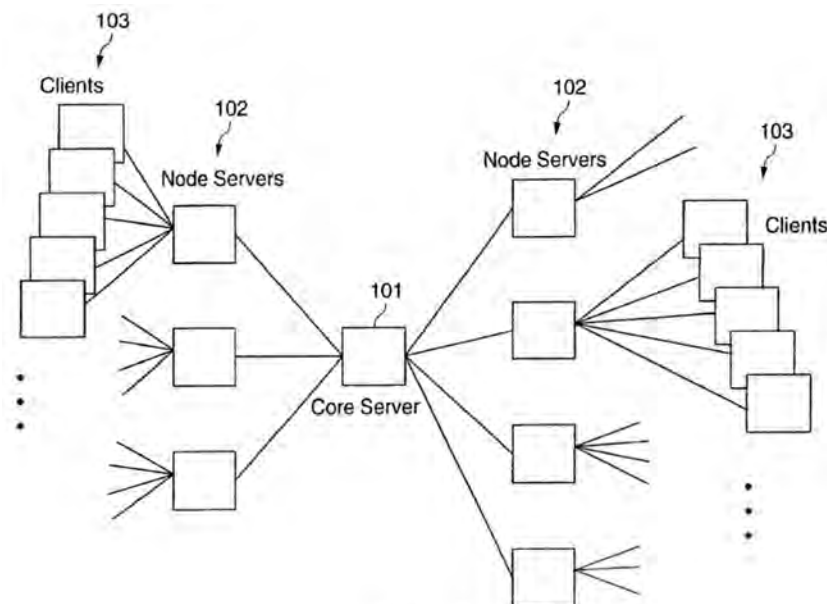 103
Clients
102
Node Servers
102
Node Servers
103
Clients
101
Core Server